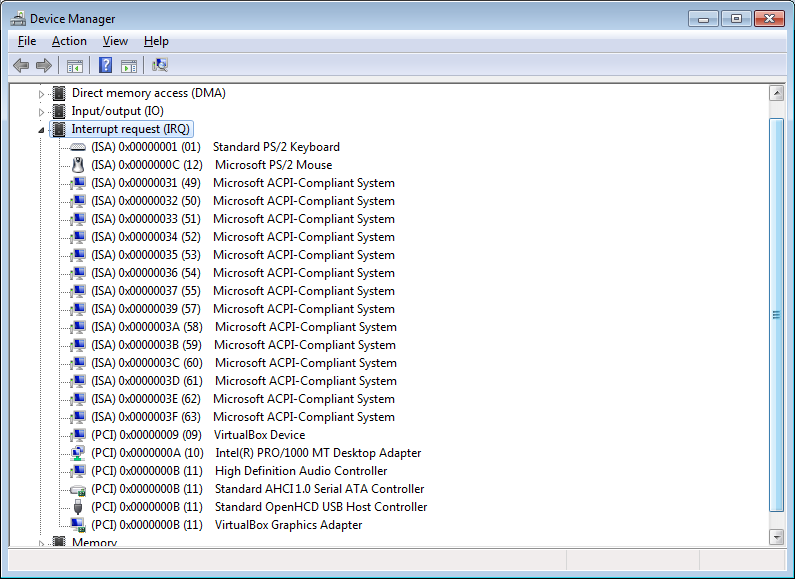 Device Manager
File Action View Help
Direct memory access (DMA)
Input/output (IO)
Interrupt request (IRQ)
(ISA) 0x00000001 (01) Standard PS/2 Keyboard
(ISA) 0x0000000C (12) Microsoft PS/2 Mouse
(ISA) 0x00000031 (49) Microsoft ACPI-Compliant System
(ISA) 0x00000032 (50) Microsoft ACPI-Compliant System
(ISA) 0x00000033 (51) Microsoft ACPI-Compliant System
(ISA) 0x00000034 (52) Microsoft ACPI-Compliant System
(ISA) 0x00000035 (53) Microsoft ACPI-Compliant System
(ISA) 0x00000036 (54) Microsoft ACPI-Compliant System
(ISA) 0x00000037 (55) Microsoft ACPI-Compliant System
(ISA) 0x00000039 (57) Microsoft ACPI-Compliant System
(ISA) 0x0000003A (58) Microsoft ACPI-Compliant System
(ISA) 0x0000003B (59) Microsoft ACPI-Compliant System
(ISA) 0x0000003C (60) Microsoft ACPI-Compliant System
(ISA) 0x0000003D (61) Microsoft ACPI-Compliant System
(ISA) 0x0000003E (62) Microsoft ACPI-Compliant System
(ISA) 0x0000003F (63) Microsoft ACPI-Compliant System
(PCI) 0x00000009 (09) VirtualBox Device
(PCI) 0x0000000A (10) Intel(R) PRO/1000 MT Desktop Adapter
(PCI) 0x0000000B (11) High Definition Audio Controller
(PCI) 0x0000000B (11) Standard AHCI 1.0 Serial ATA Controller
(PCI) 0x0000000B (11) Standard OpenHCD USB Host Controller
(PCI) 0x0000000B (11) VirtualBox Graphics Adapter
Memory